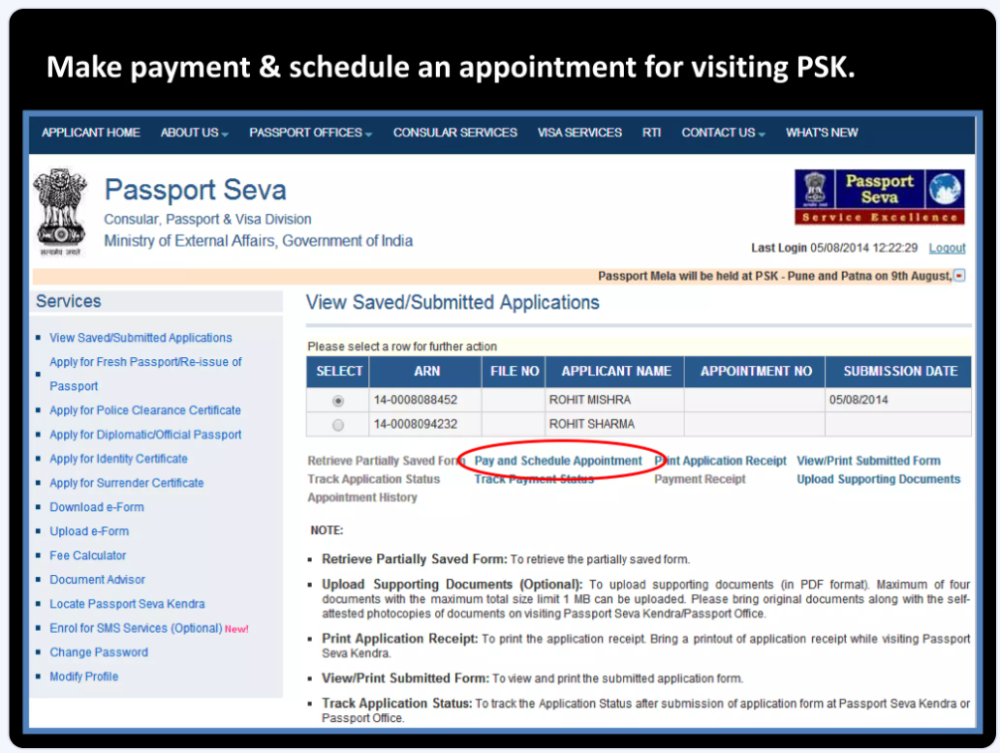 Make payment & schedule an appointment for visiting PSK.
APPLICANT HOME ABOUT US PASSPORT OFFICES CONSULAR SERVICES VISA SERVICES RTI CONTACT US WHAT'S NEW
Passport Seva
Consular, Passport & Visa Division
Ministry of External Affairs, Government of India
सत्यमेव जयते
Passport
Seva
Service Excellence
Last Login 05/08/2014 12:22:29 Logout
Passport Mela will be held at PSK - Pune and Patna on 9th August,
Services
View Saved/Submitted Applications
Apply for Fresh Passport/Re-issue of
Passport
Apply for Police Clearance Certificate
Apply for Diplomatic/Official Passport
Apply for Identity Certificate
Apply for Surrender Certificate
Download e-Form
Upload e-Form
Fee Calculator
Document Advisor
Locate Passport Seva Kendra
Enrol for SMS Services (Optional) New!
Change Password
Modify Profile
View Saved/Submitted Applications
Please select a row for further action
SELECT ARN FILE NO APPLICANT NAME APPOINTMENT NO SUBMISSION DATE
14-0008088452 ROHIT MISHRA 05/08/2014
14-0008094232 ROHIT SHARMA
Retrieve Partially Saved Form Pay and Schedule Appointment Print Application Receipt View/Print Submitted Form
Track Application Status Track Payment Status Payment Receipt Upload Supporting Documents
Appointment History
NOTE:
Retrieve Partially Saved Form: To retrieve the partially saved form.
Upload Supporting Documents (Optional): To upload supporting documents (in PDF format). Maximum of four
documents with the maximum total size limit 1 MB can be uploaded. Please bring original documents along with the self-
attested photocopies of documents on visiting Passport Seva Kendra/Passport Office.
Print Application Receipt: To print the application receipt. Bring a printout of application receipt while visiting Passport
Seva Kendra.
View/Print Submitted Form: To view and print the submitted application form.
Track Application Status: To track the Application Status after submission of application form at Passport Seva Kendra or
Passport Office.